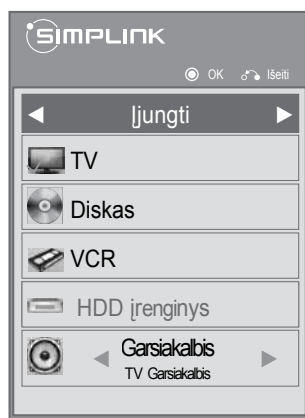 SIMPLINK
OK Išeiti
Įjungti
TV
Diskas
VCR
HDD įrenginys
Garsiakalbis
TV Garsiakalbis